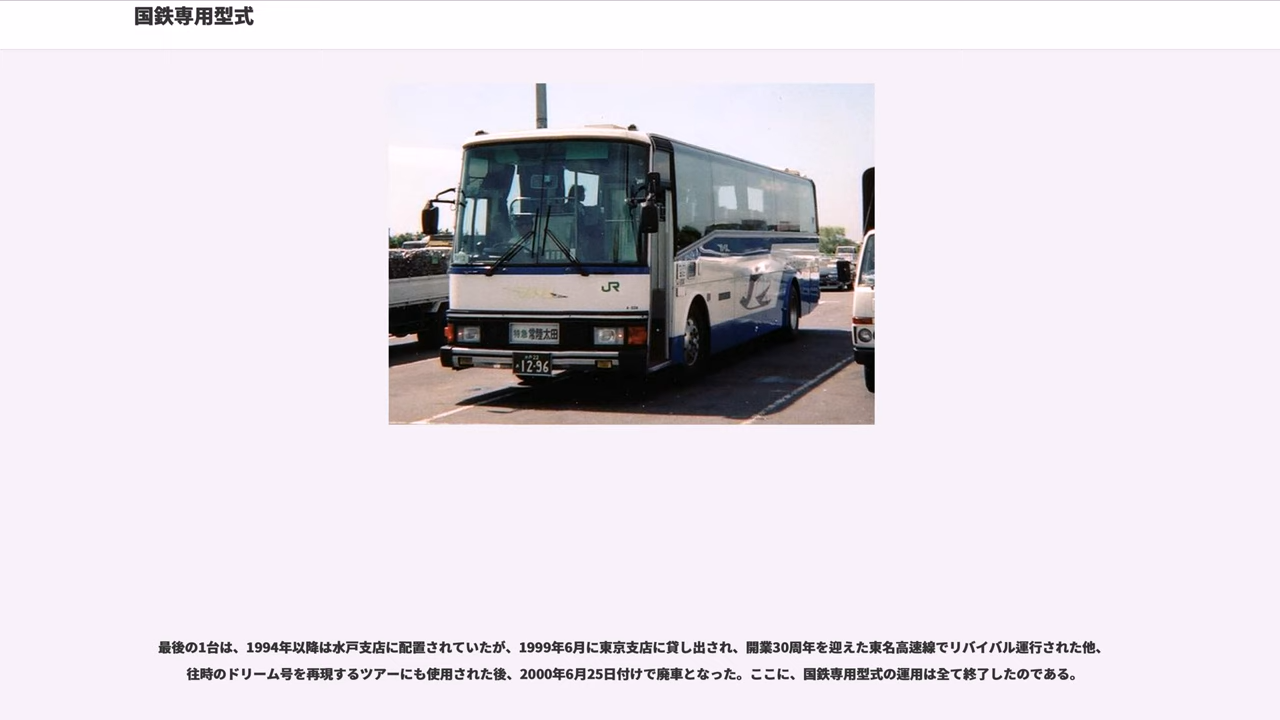 国鉄専用型式
JR
特急 常陸太田
12-96
最後の1台は、1994年以降は水戸支店に配置されていたが、1999年6月に東京支店に貸し出され、開業30周年を迎えた東名高速線でリバイバル運行された他、
往時のドリーム号を再現するツアーにも使用された後、2000年6月25日付けで廃車となった。ここに、国鉄専用型式の運用は全て終了したのである。